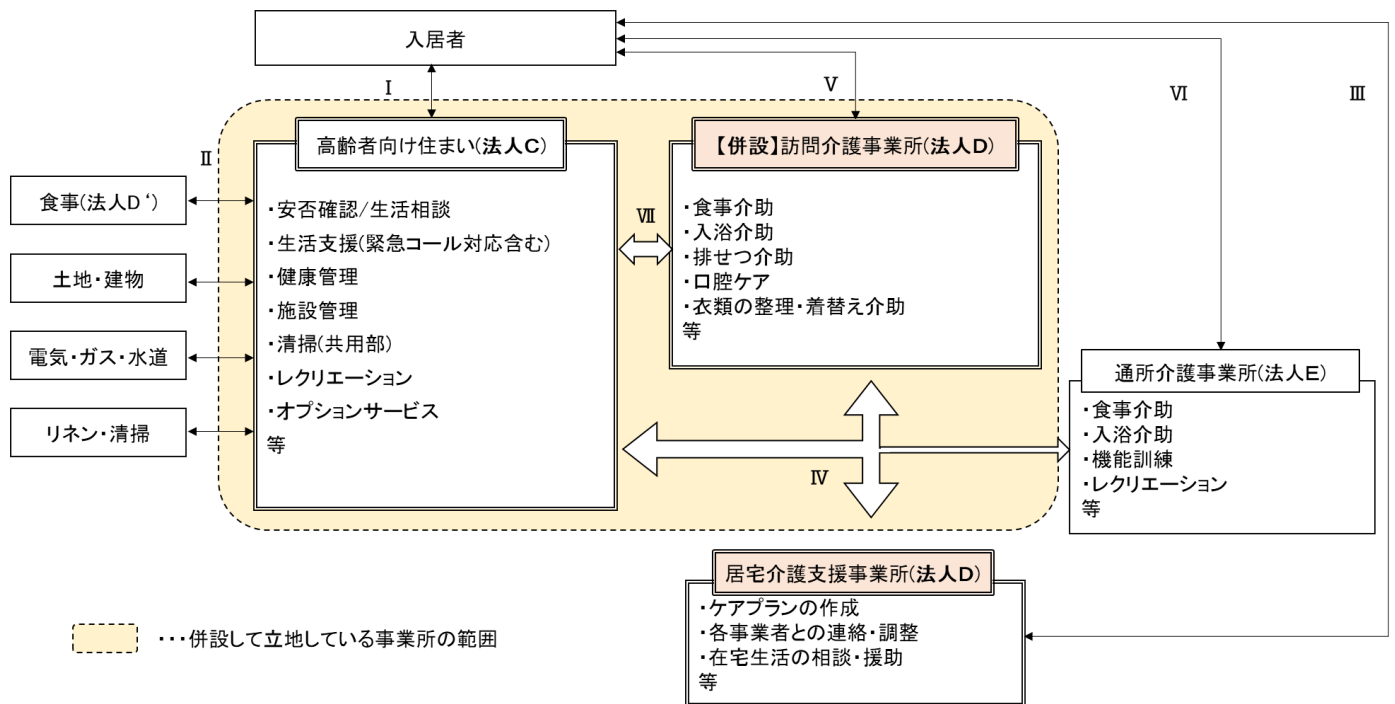 入居者
Ⅰ
Ⅴ
Ⅵ
Ⅲ
Ⅱ
高齢者向け住まい(法人C)
・安否確認/生活相談
・生活支援(緊急コール対応含む)
・健康管理
・施設管理
・清掃(共用部)
・レクリエーション
・オプションサービス
等
食事(法人D‘)
土地・建物
電気・ガス・水道
リネン・清掃
Ⅶ
【併設】訪問介護事業所(法人D)
・食事介助
・入浴介助
・排せつ介助
・口腔ケア
・衣類の整理・着替え介助
等
Ⅳ
通所介護事業所(法人E)
・食事介助
・入浴介助
・機能訓練
・レクリエーション
等
居宅介護支援事業所(法人D)
・ケアプランの作成
・各事業者との連絡・調整
・在宅生活の相談・援助
等
・・・併設して立地している事業所の範囲